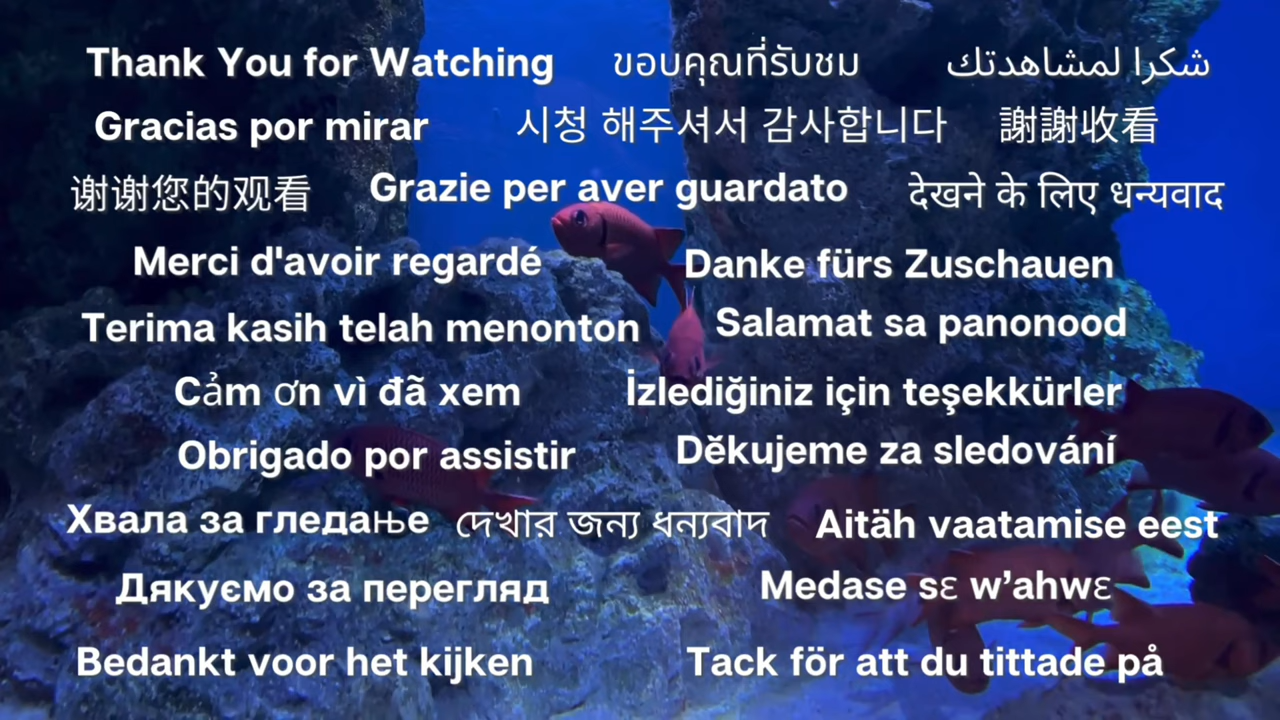 Thank You for Watching ขอบคุณที่รับชม شكرا لمشاهدتك
Gracias por mirar 시청 해주셔서 감사합니다 謝謝收看
谢谢您的观看 Grazie per aver guardato देखने के लिए धन्यवाद
Merci d'avoir regardé Danke fürs Zuschauen
Terima kasih telah menonton Salamat sa panonood
Cảm ơn vì đã xem İzlediğiniz için teşekkürler
Obrigado por assistir Dĕkujeme za sledování
Хвала за гледање দেখার জন্য ধন্যবাদ Aitäh vaatamise eest
Дякуємо за перегляд Medase sɛ w’ahwɛ
Bedankt voor het kijken Tack för att du tittade på